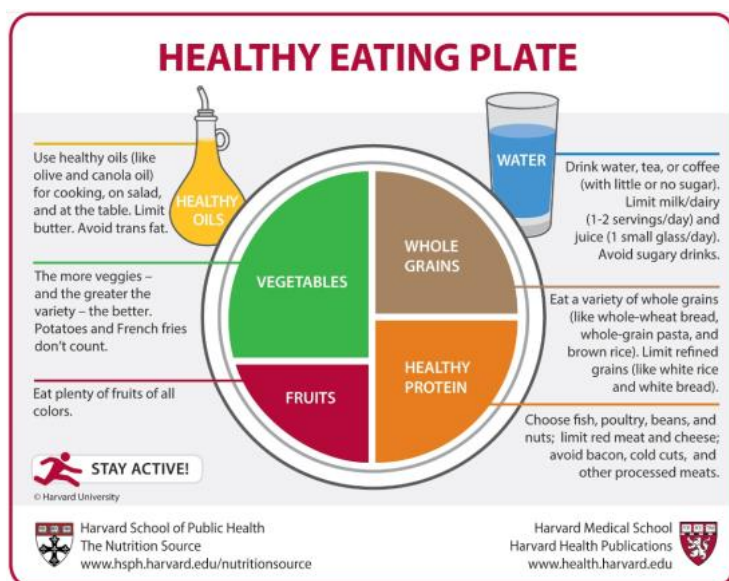 HEALTHY EATING PLATE
Use healthy oils (like
olive and canola oil)
for cooking, on salad,
and at the table. Limit
butter. Avoid trans fat.
HEALTHY
OILS
The more veggies –
and the greater the
variety – the better.
Potatoes and French fries
don't count.
Eat plenty of fruits of all
colors.
VEGETABLES
FRUITS
WHOLE
GRAINS
HEALTHY
PROTEIN
WATER
Drink water, tea, or coffee
(with little or no sugar).
Limit milk/dairy
(1-2 servings/day) and
juice (1 small glass/day).
Avoid sugary drinks.
Eat a variety of whole grains
(like whole-wheat bread,
whole-grain pasta, and
brown rice). Limit refined
grains (like white rice
and white bread).
Choose fish, poultry, beans, and
nuts; limit red meat and cheese;
avoid bacon, cold cuts, and
other processed meats.
STAY ACTIVE!
© Harvard University
Harvard School of Public Health
The Nutrition Source
www.hsph.harvard.edu/nutritionsource
Harvard Medical School
Harvard Health Publications
www.health.harvard.edu